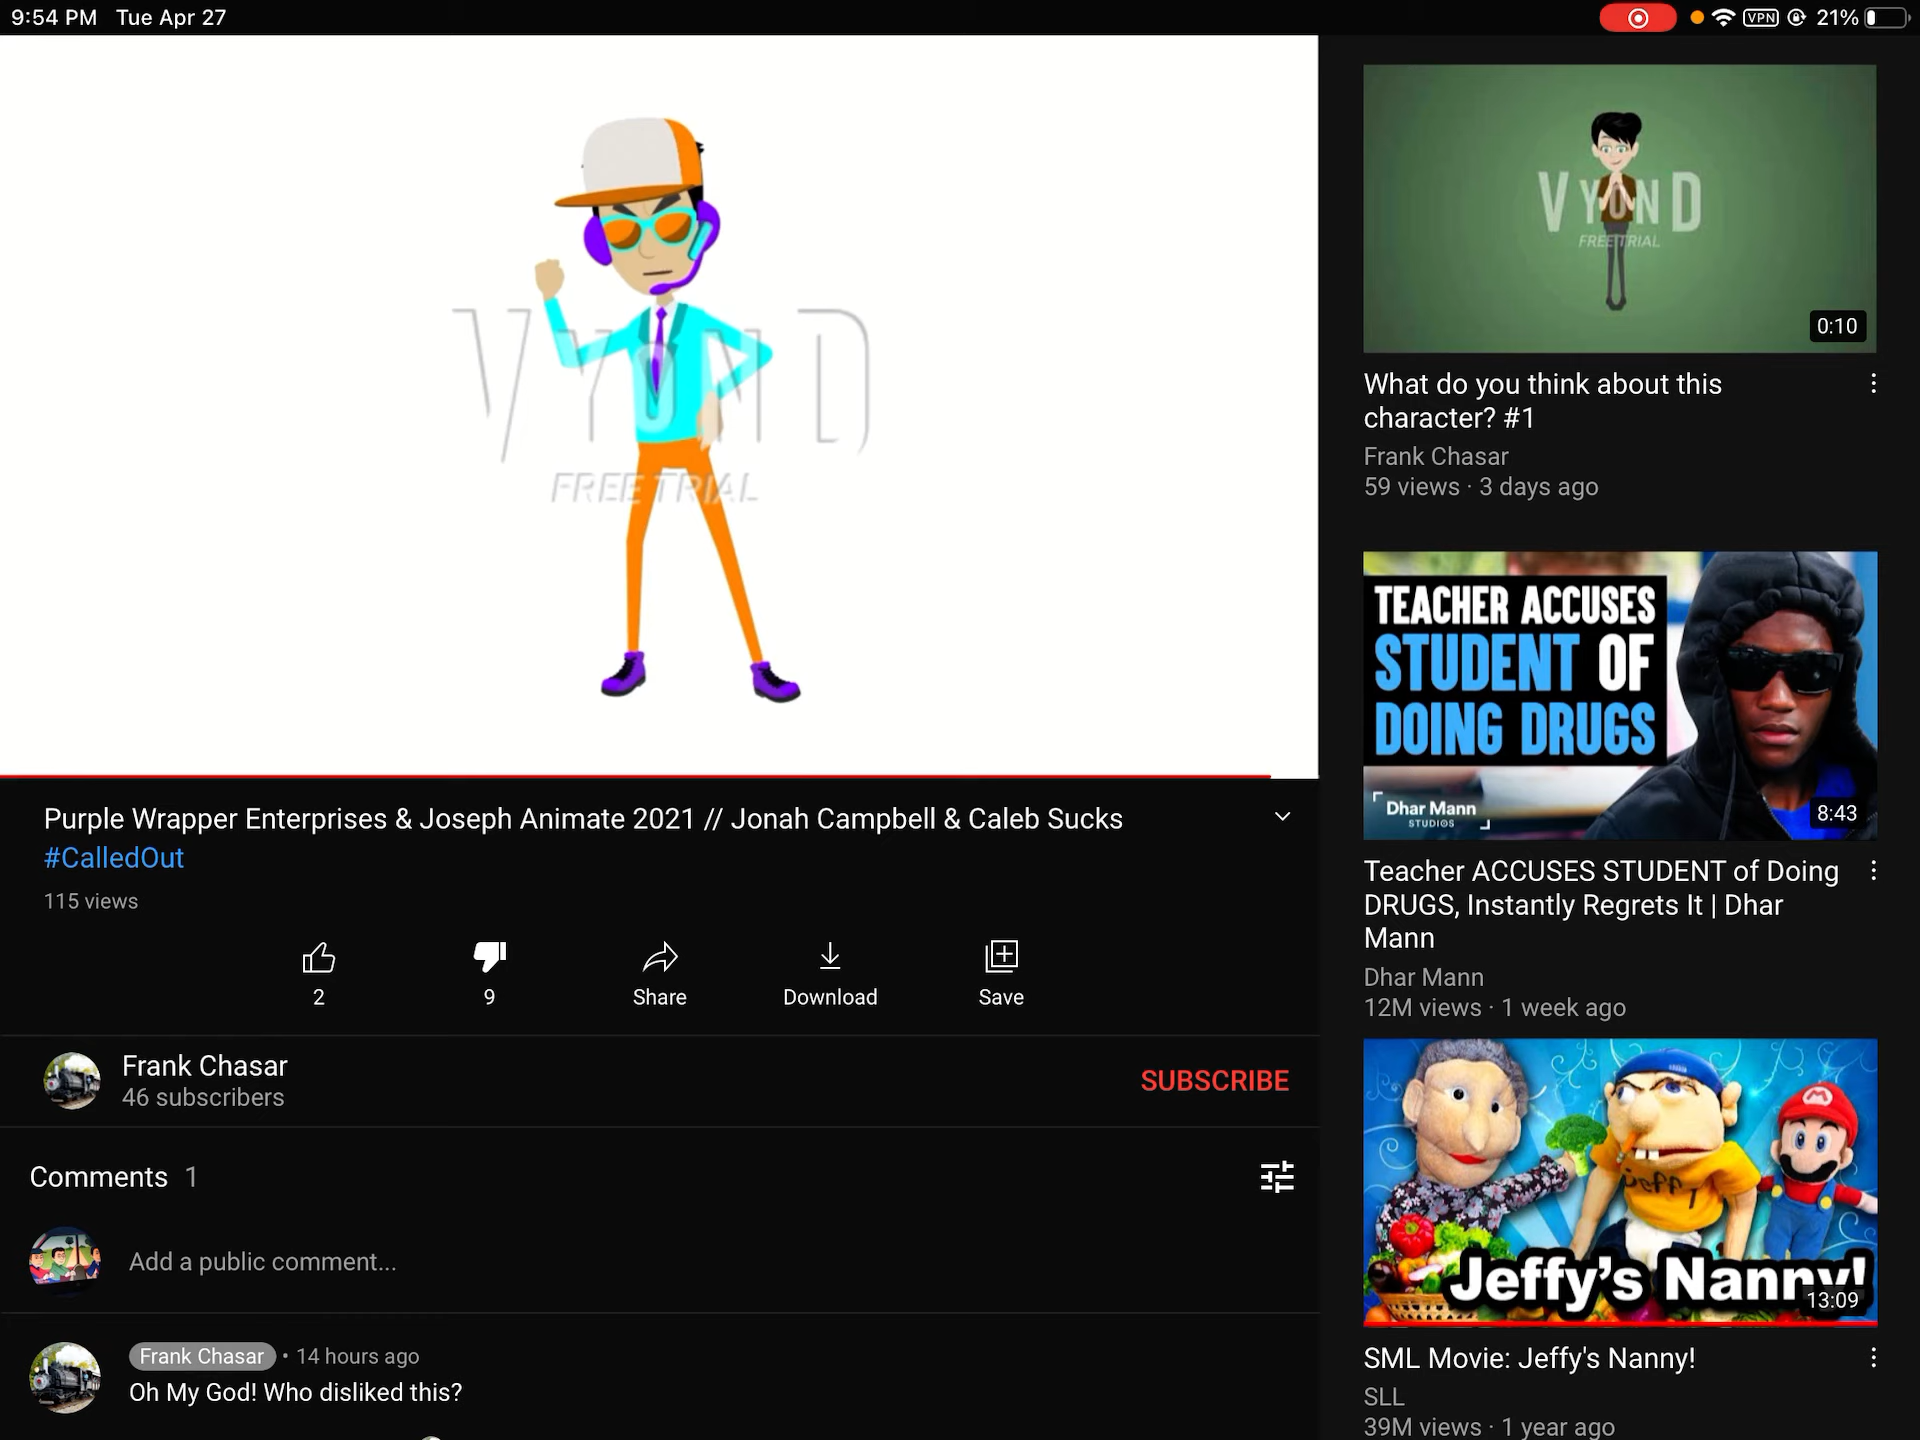 9:54 PM Tue Apr 27
VPN 21%
VYOND
FREE TRIAL
Purple Wrapper Enterprises & Joseph Animate 2021 // Jonah Campbell & Caleb Sucks
#CalledOut
115 views
2
9
Share
Download
Save
Frank Chasar
46 subscribers
SUBSCRIBE
Comments 1
Add a public comment...
Frank Chasar • 14 hours ago
Oh My God! Who disliked this?
VYOND
FREE TRIAL
0:10
What do you think about this
character? #1
Frank Chasar
59 views · 3 days ago
TEACHER ACCUSES
STUDENT OF
DOING DRUGS
Dhar Mann
STUDIOS
8:43
Teacher ACCUSES STUDENT of Doing
DRUGS, Instantly Regrets It | Dhar
Mann
Dhar Mann
12M views · 1 week ago
Jeffy
Jeffy's Nanny!
13:09
SML Movie: Jeffy's Nanny!
SLL
39M views · 1 year ago